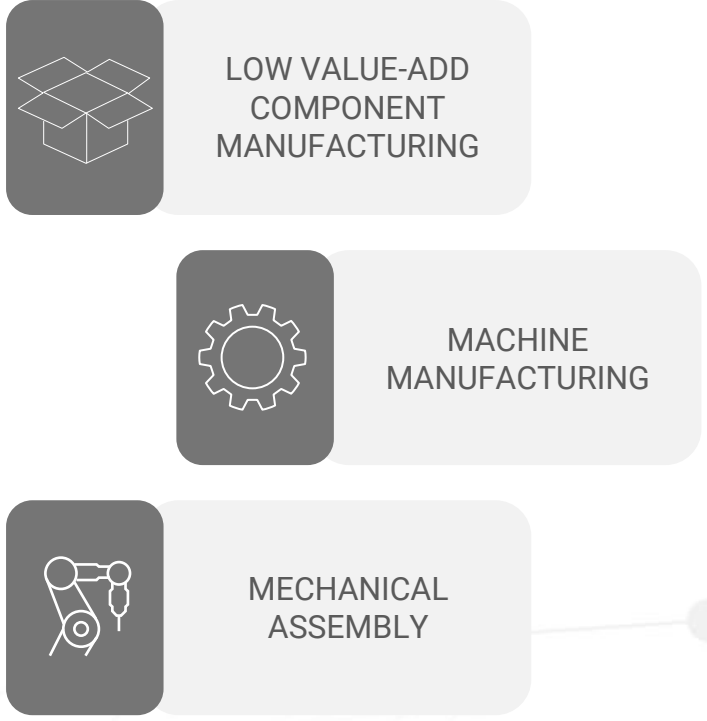 LOW VALUE-ADD
COMPONENT
MANUFACTURING
MACHINE
MANUFACTURING
MECHANICAL
ASSEMBLY